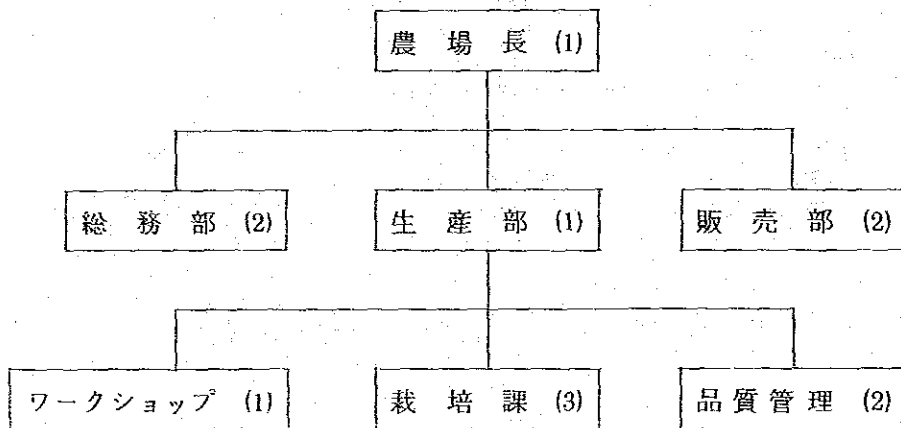 農場長 (1)
総務部 (2)
生産部 (1)
販売部 (2)
ワークショップ (1)
栽培課 (3)
品質管理 (2)